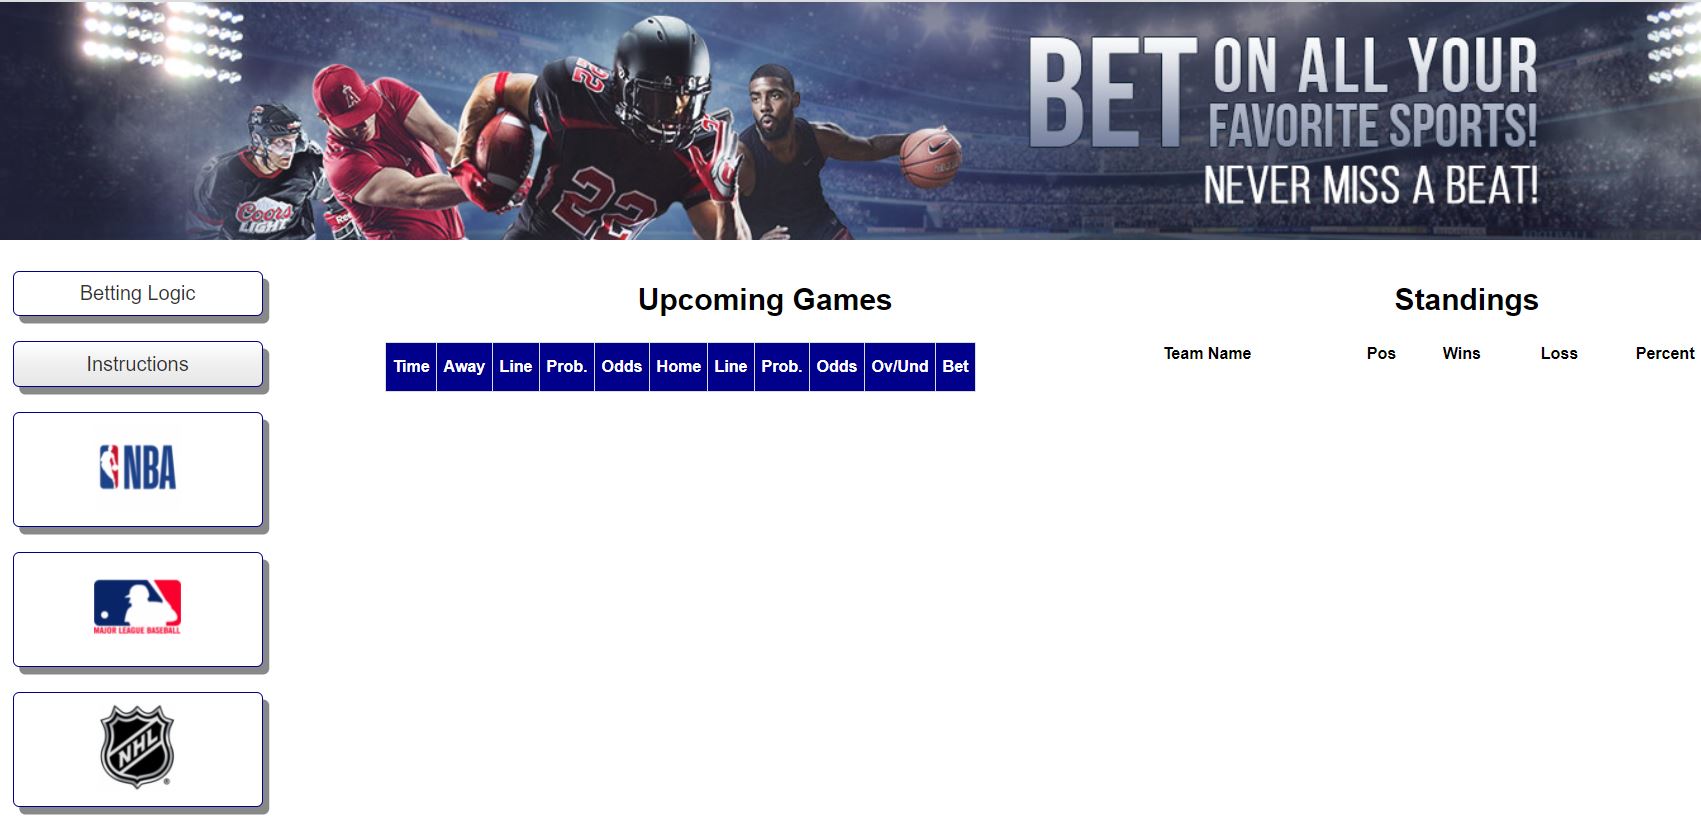 BET ON ALL YOUR
FAVORITE SPORTS!
NEVER MISS A BEAT!
22
A
22
Coors
LIGHT
Betting Logic
Instructions
NBA
MAJOR LEAGUE BASEBALL
NHL
®
Upcoming Games
Time Away Line Prob. Odds Home Line Prob. Odds Ov/Und Bet
Standings
Team Name Pos Wins Loss Percent